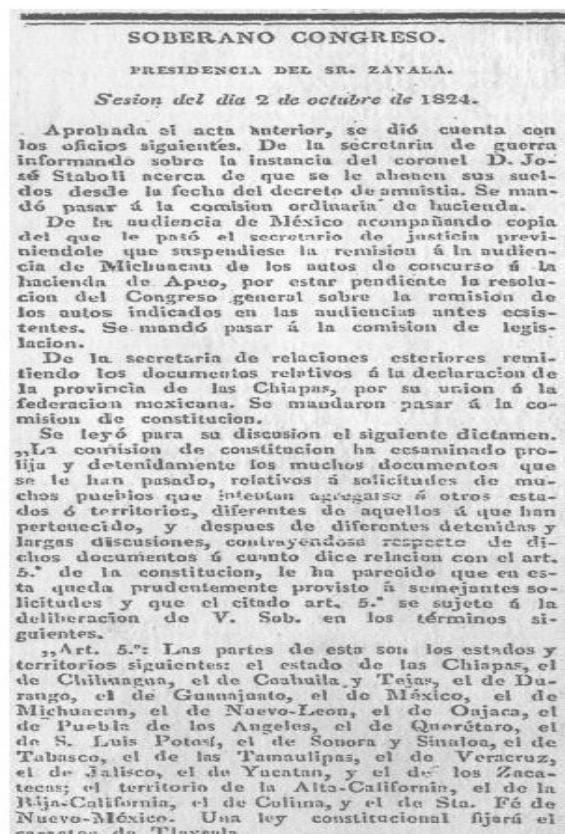 SOBERANO CONGRESO.
PRESIDENCIA DEL SR. ZAVALA.
Sesion del dia 2 de octubre de 1824.
Aprobada el acta anterior, se dió cuenta con
los oficios siguientes. De la secretaria de guerra
informando sobre la instancia del coronel D. Jo-
sé Staboli acerca de que se le abonen sus suel-
dos desde la fecha del decreto de amnistia. Se man-
dó pasar á la comision ordinaria de hacienda.
De la audiencia de México acompañando copia
del que le pasó el secretario de justicia previ-
niendole que suspendiese la remision á la audien-
cia de Michuacan de los autos de concurso á la
hacienda de Apeo, por estar pendiente la resolu-
cion del Congreso general sobre la remision de
los autos indicados en las audiencias antes ecsis-
tentes. Se mandó pasar á la comision de legis-
lacion.
De la secretaria de relaciones esteriores remi-
tiendo los documentos relativos á la declaracion de
la provincia de las Chiapas, por su union á la
federacion mexicana. Se mandaron pasar á la co-
mision de constitucion.
Se leyó para su discusion el siguiente dictamen.
„La comision de constitucion ha ecsaminado pro-
lija y detenidamente los muchos documentos que
se le han pasado, relativos á solicitudes de mu-
chos pueblos que intentan agregarse á otros esta-
dos ó territorios, diferentes de aquellos á que han
pertenecido, y despues de diferentes detenidas y
largas discusiones, contrayendose respecto de di-
chos documentos á cuanto dice relacion con el art.
5.° de la constitucion, le ha parecido que en es-
ta queda prudentemente provisto á semejantes so-
licitudes y que el citado art. 5.° se sujete á la
deliberacion de V. Sob. en los términos si-
guientes.
„Art. 5.°: Las partes de esta son los estados y
territorios siguientes: el estado de las Chiapas, el
de Chihuagua, el de Coahuila y Tejas, el de Du-
rango, el de Guanajuato, el de México, el de
Michuacan, el de Nuevo-Leon, el de Oajaca, el
de Puebla de los Angeles, el de Querétaro, el
de S. Luis Potosí, el de Sonora y Sinaloa, el de
Tabasco, el de las Tamaulipas, el de Veracruz,
el de Jalisco, el de Yucatan, y el de los Zaca-
tecas; el territorio de la Alta-California, el de la
Baja-California, el de Colima, y el de Sta. Fé de
Nuevo-México. Una ley constitucional fijará el
caracter de Tlaxcala